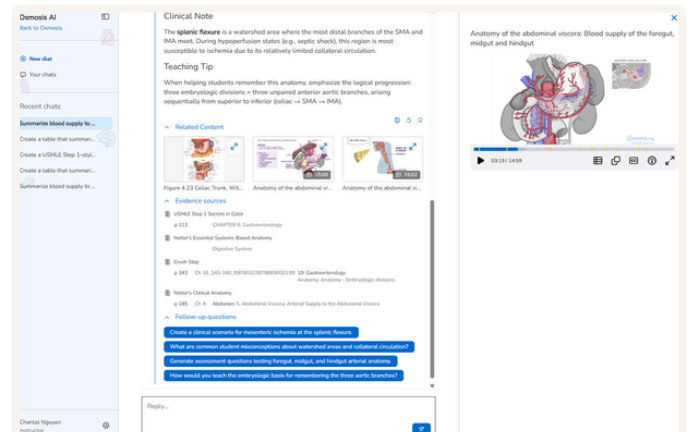 Osmosis AI
Back to Osmosis
New chat
Your chats
Recent chats
Summarize blood supply to ...
Create a table that summari...
Create a USMLE Step 1-styl...
Create a table that summari...
Summarize blood supply to ...
Chantel Nguyen
Instructor
Clinical Note
The splenic flexure is a watershed area where the most distal branches of the SMA and
IMA meet. During hypoperfusion states (e.g., septic shock), this region is most
susceptible to ischemia due to its relatively limited collateral circulation.
Teaching Tip
When helping students remember this anatomy, emphasize the logical progression:
three embryologic divisions = three unpaired anterior aortic branches, arising
sequentially from superior to inferior (celiac → SMA → IMA).
Related Content
15:00
15:02
Figure 4.23 Celiac Trunk, Wit...
Anatomy of the abdominal vi...
Anatomy of the abdominal vi...
Evidence sources
USMLE Step 1 Secrets in Color
p.113 CHAPTER 6: Gastroenterology
Netter's Essential Systems-Based Anatomy
Digestive System
Crush Step
p.343 Ch 10, 343-380, 10: Gastroenterology
Anatomy: Anatomy - Embryologic divisions
Netter's Clinical Anatomy
p.185 Ch 4 Abdomen 5. Abdominal Viscera: Arterial Supply to the Abdominal Viscera
Follow-up questions
Create a clinical scenario for mesenteric ischemia at the splenic flexure.
What are common student misconceptions about watershed areas and collateral circulation?
Generate assessment questions testing foregut, midgut, and hindgut arterial anatomy.
How would you teach the embryologic basis for remembering the three aortic branches?
Reply...
Anatomy of the abdominal viscera: Blood supply of the foregut,
midgut and hindgut
03:19 / 14:59